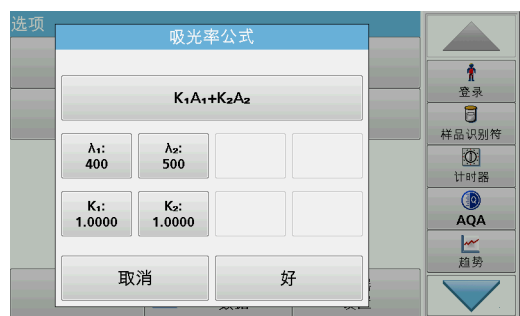 选项
吸光率公式
K₁A₁+K₂A₂
λ₁:
400
λ₂:
500
K₁:
1.0000
K₂:
1.0000
取消
好
登录
样品识别符
计时器
AQA
趋势